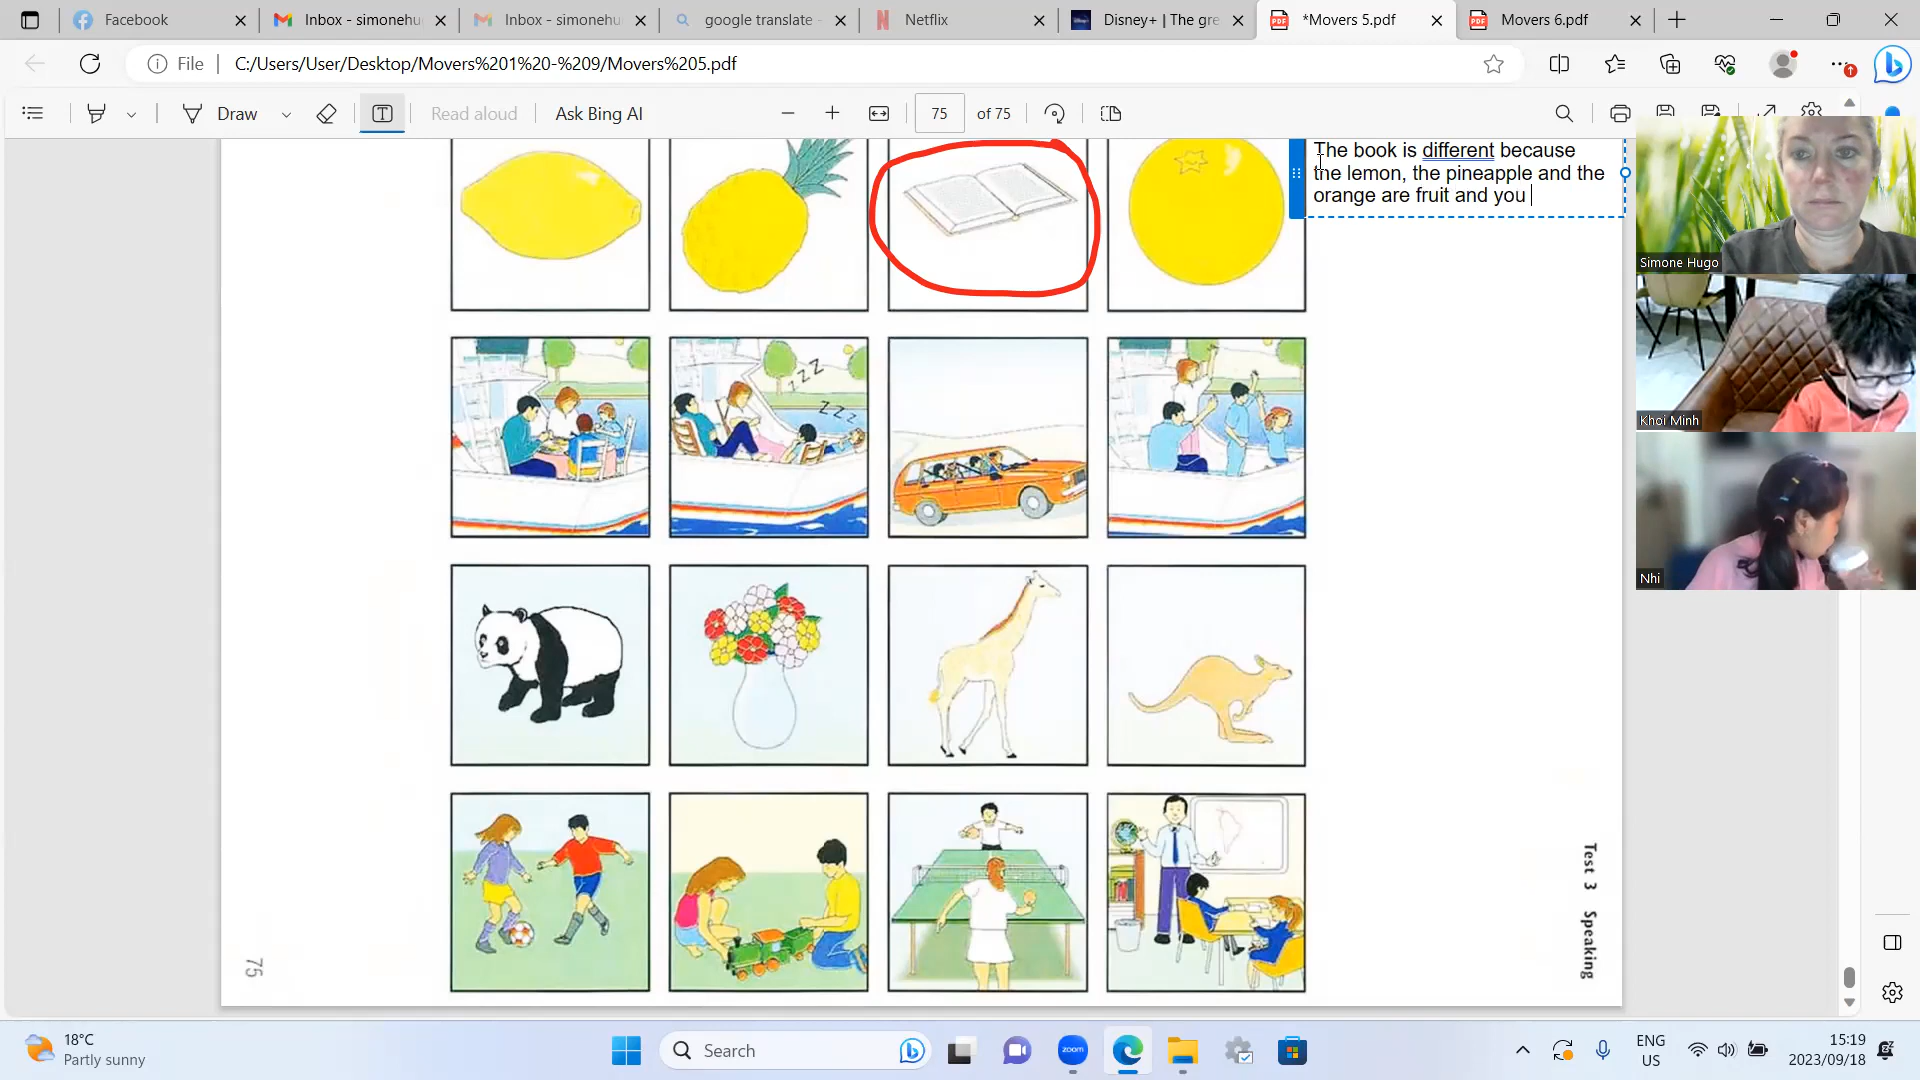 Facebook
Inbox - simonehu
Inbox - simonehu
google translate -
Netflix
Disney+ | The gre
*Movers 5.pdf
Movers 6.pdf
File
C:/Users/User/Desktop/Movers%201%20-%209/Movers%205.pdf
Draw
Read aloud
Ask Bing AI
75
of 75
The book is different because
the lemon, the pineapple and the
orange are fruit and you
Simone Hugo
Khoi Minh
Nhi
zzz
zzz
Test 3 Speaking
75
18°C
Partly sunny
Search
zoom
ENG
US
15:19
2023/09/18